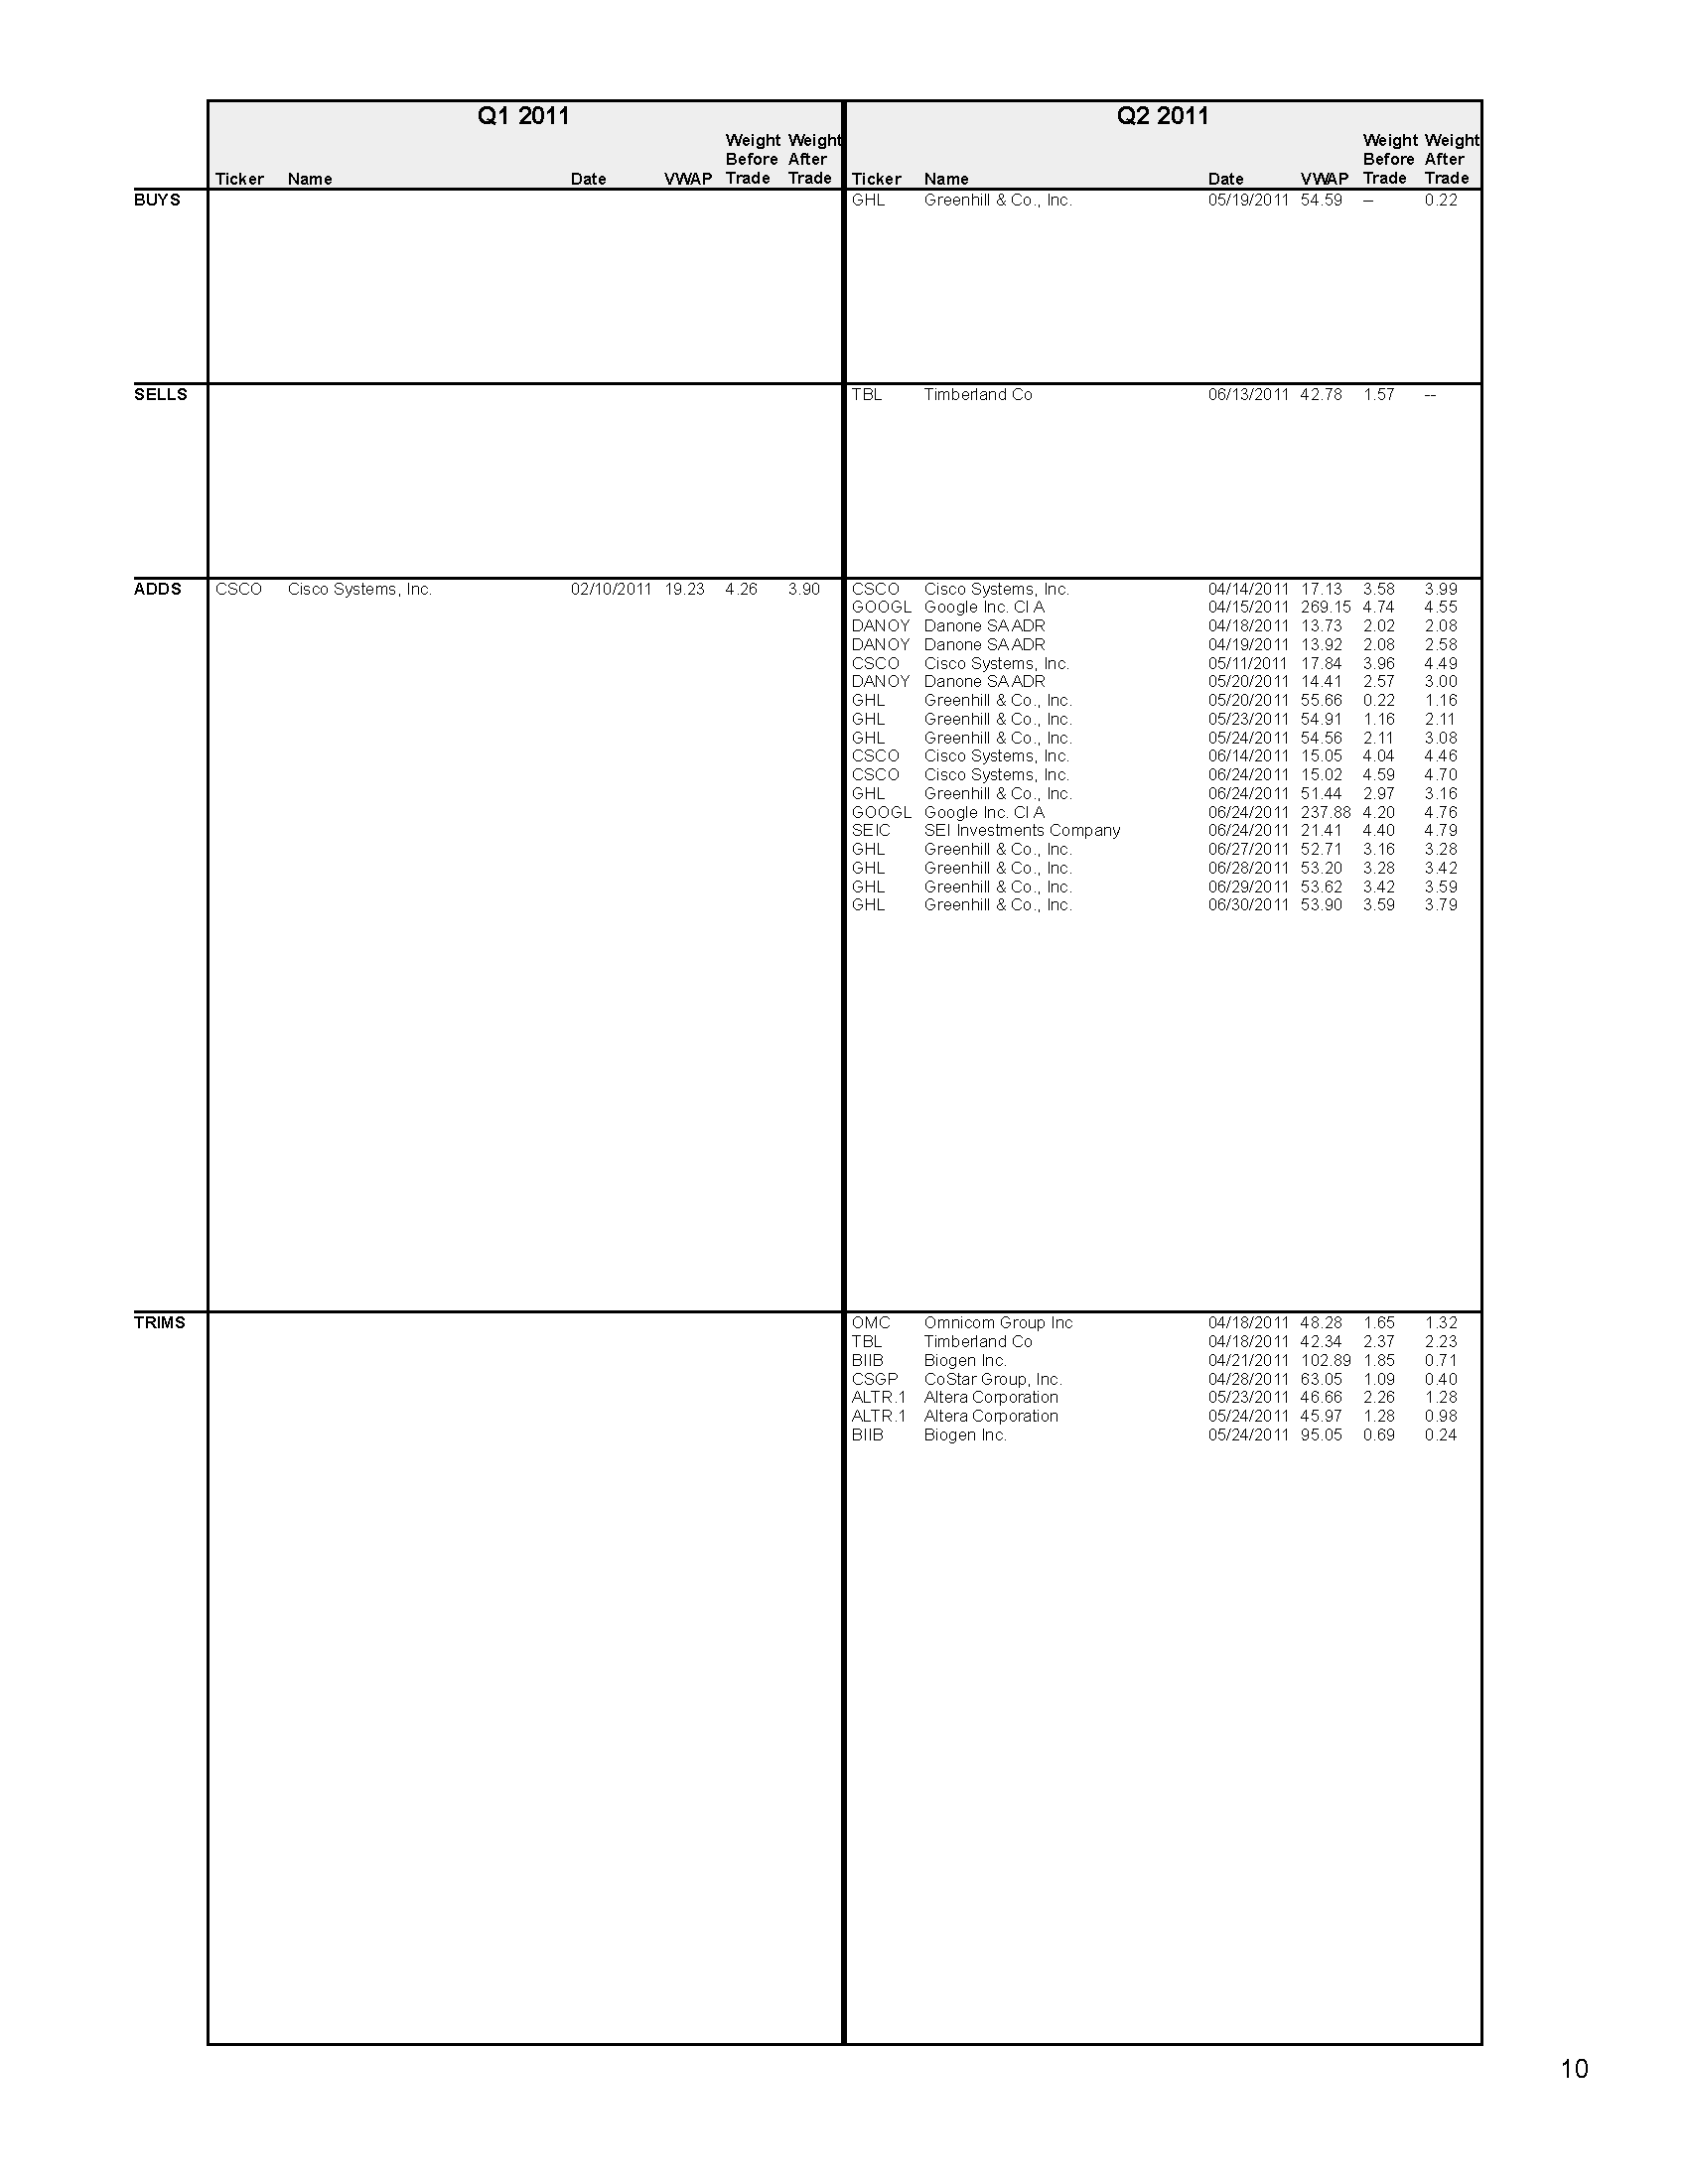 Q1 2011 Q2 2011
Weight Weight Weight Weight
Before After Before After
Ticker Name Date VWAP Trade Trade Ticker Name Date VWAP Trade Trade
BUYS GHL Greenhill & Co., Inc. 05/19/2011 54.59 – 0.22
SELLS TBL Timberland Co 06/13/2011 42.78 1.57 --
ADDS CSCO Cisco Systems, Inc. 02/10/2011 19.23 4.26 3.90 CSCO Cisco Systems, Inc. 04/14/2011 17.13 3.58 3.99
GOOGL Google Inc. Cl A 04/15/2011 269.15 4.74 4.55
DANOY Danone SA ADR 04/18/2011 13.73 2.02 2.08
DANOY Danone SA ADR 04/19/2011 13.92 2.08 2.58
CSCO Cisco Systems, Inc. 05/11/2011 17.84 3.96 4.49
DANOY Danone SA ADR 05/20/2011 14.41 2.57 3.00
GHL Greenhill & Co., Inc. 05/20/2011 55.66 0.22 1.16
GHL Greenhill & Co., Inc. 05/23/2011 54.91 1.16 2.11
GHL Greenhill & Co., Inc. 05/24/2011 54.56 2.11 3.08
CSCO Cisco Systems, Inc. 06/14/2011 15.05 4.04 4.46
CSCO Cisco Systems, Inc. 06/24/2011 15.02 4.59 4.70
GHL Greenhill & Co., Inc. 06/24/2011 51.44 2.97 3.16
GOOGL Google Inc. Cl A 06/24/2011 237.88 4.20 4.76
SEIC SEI Investments Company 06/24/2011 21.41 4.40 4.79
GHL Greenhill & Co., Inc. 06/27/2011 52.71 3.16 3.28
GHL Greenhill & Co., Inc. 06/28/2011 53.20 3.28 3.42
GHL Greenhill & Co., Inc. 06/29/2011 53.62 3.42 3.59
GHL Greenhill & Co., Inc. 06/30/2011 53.90 3.59 3.79
TRIMS OMC Omnicom Group Inc 04/18/2011 48.28 1.65 1.32
TBL Timberland Co 04/18/2011 42.34 2.37 2.23
BIIB Biogen Inc. 04/21/2011 102.89 1.85 0.71
CSGP CoStar Group, Inc. 04/28/2011 63.05 1.09 0.40
ALTR.1 Altera Corporation 05/23/2011 46.66 2.26 1.28
ALTR.1 Altera Corporation 05/24/2011 45.97 1.28 0.98
BIIB Biogen Inc. 05/24/2011 95.05 0.69 0.24
10